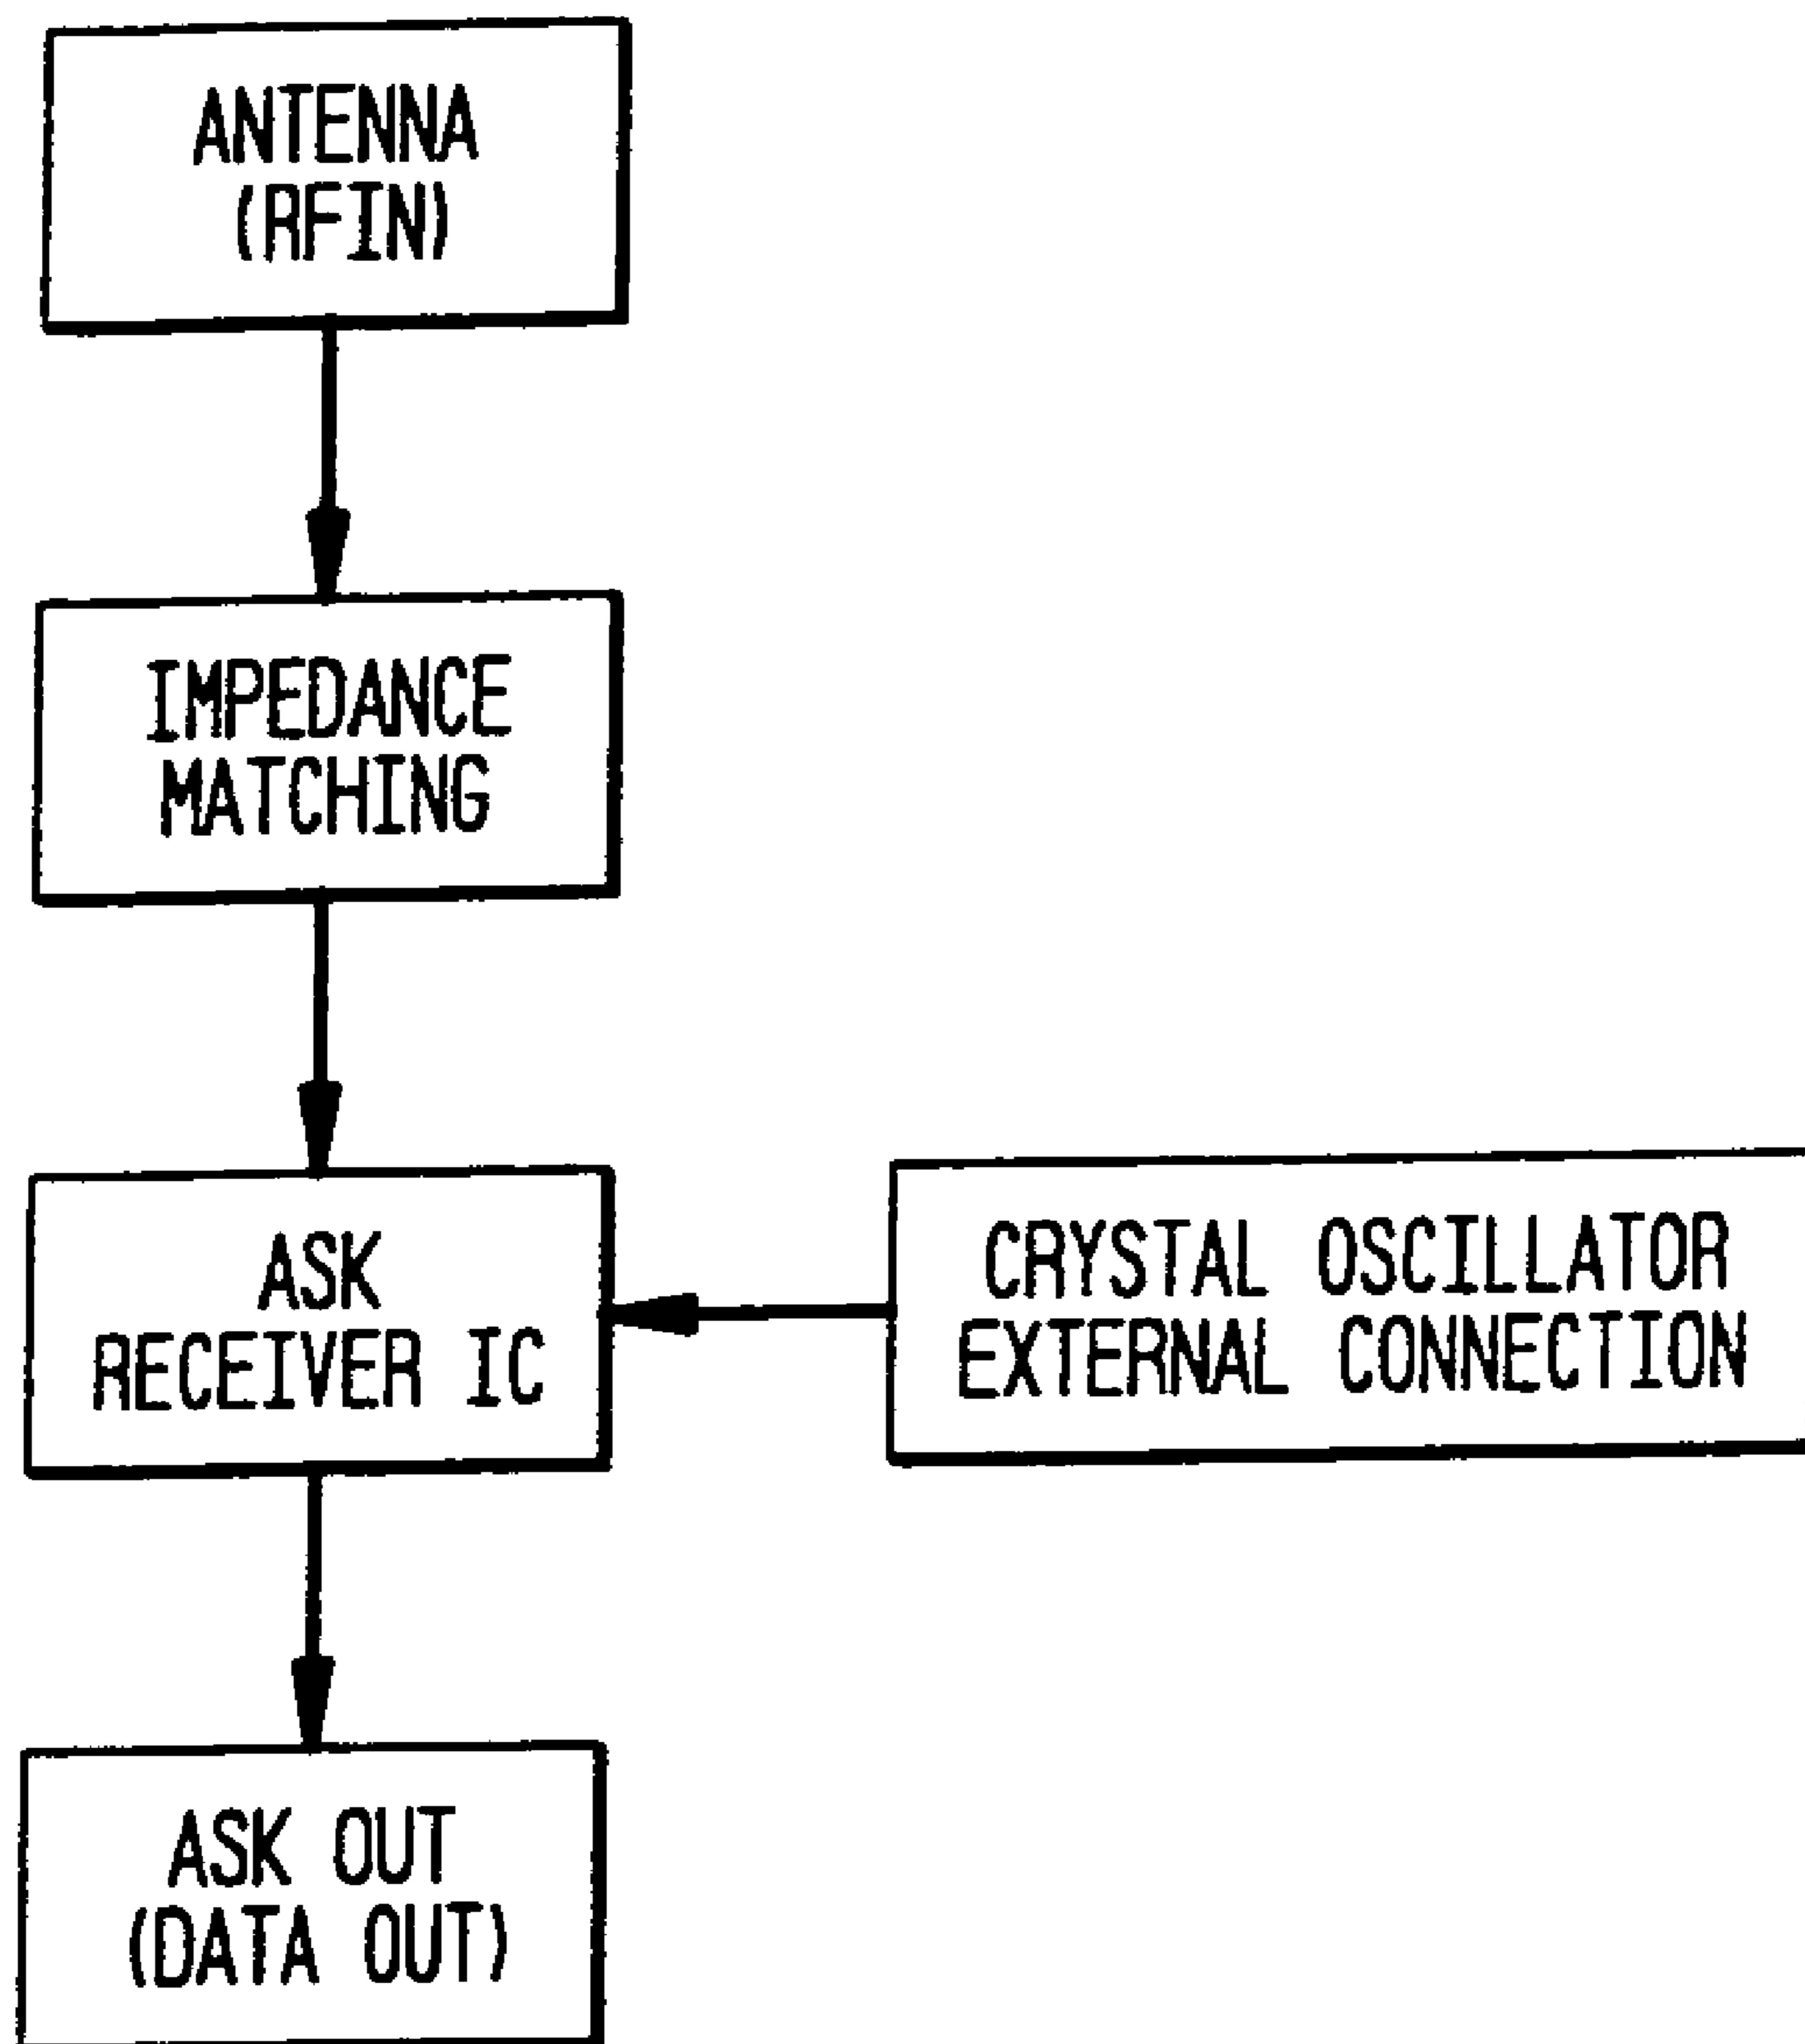 ANTENNA
(RFIN)
IMPEDANCE
MATCHING
ASK
RECEIVER IC
CRYSTAL OSCILLATOR
EXTERNAL CONNECTION
ASK OUT
(DATA OUT)